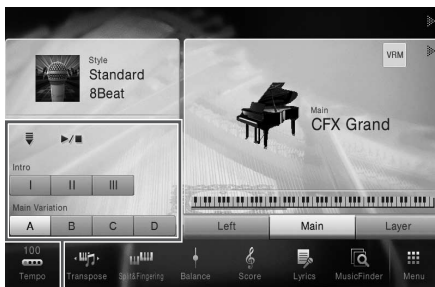 Style
Standard
8Beat
VRM
Main
CFX Grand
Intro
I II III
Main Variation
A B C D
Left Main Layer
100
Tempo Transpose Split&Fingering Balance Score Lyrics MusicFinder Menu